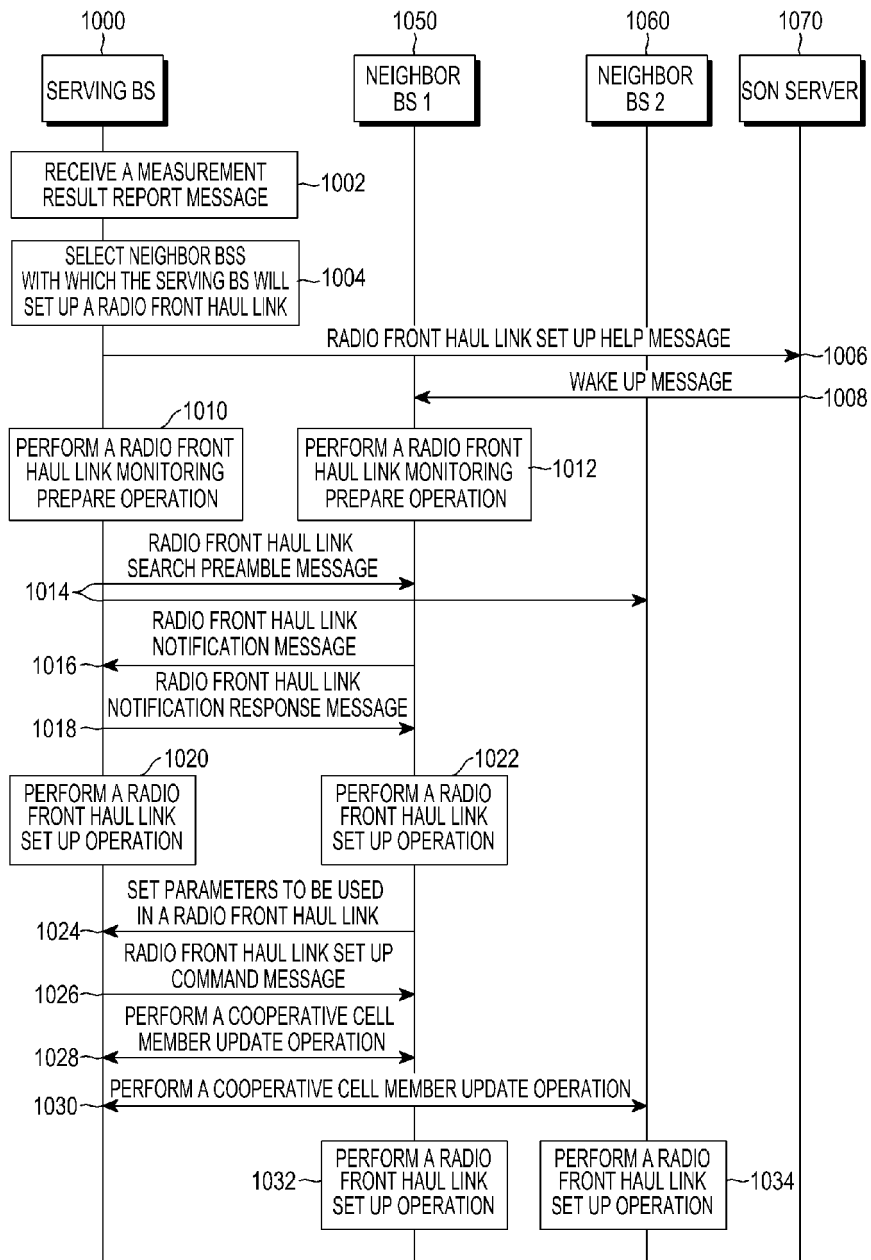 1000
1050
1060
1070
SERVING BS
NEIGHBOR
BS 1
NEIGHBOR
BS 2
SON SERVER
RECEIVE A MEASUREMENT
RESULT REPORT MESSAGE
1002
SELECT NEIGHBOR BSS
WITH WHICH THE SERVING BS WILL
SET UP A RADIO FRONT HAUL LINK
1004
RADIO FRONT HAUL LINK SET UP HELP MESSAGE
1006
WAKE UP MESSAGE
1008
1010
PERFORM A RADIO FRONT
HAUL LINK MONITORING
PREPARE OPERATION
PERFORM A RADIO FRONT
HAUL LINK MONITORING
PREPARE OPERATION
1012
RADIO FRONT HAUL LINK
SEARCH PREAMBLE MESSAGE
1014
RADIO FRONT HAUL LINK
NOTIFICATION MESSAGE
1016
RADIO FRONT HAUL LINK
NOTIFICATION RESPONSE MESSAGE
1018
1020
1022
PERFORM A RADIO
FRONT HAUL LINK
SET UP OPERATION
PERFORM A RADIO
FRONT HAUL LINK
SET UP OPERATION
SET PARAMETERS TO BE USED
IN A RADIO FRONT HAUL LINK
1024
RADIO FRONT HAUL LINK SET UP
COMMAND MESSAGE
1026
PERFORM A COOPERATIVE CELL
MEMBER UPDATE OPERATION
1028
PERFORM A COOPERATIVE CELL MEMBER UPDATE OPERATION
1030
1032
PERFORM A RADIO
FRONT HAUL LINK
SET UP OPERATION
PERFORM A RADIO
FRONT HAUL LINK
SET UP OPERATION
1034